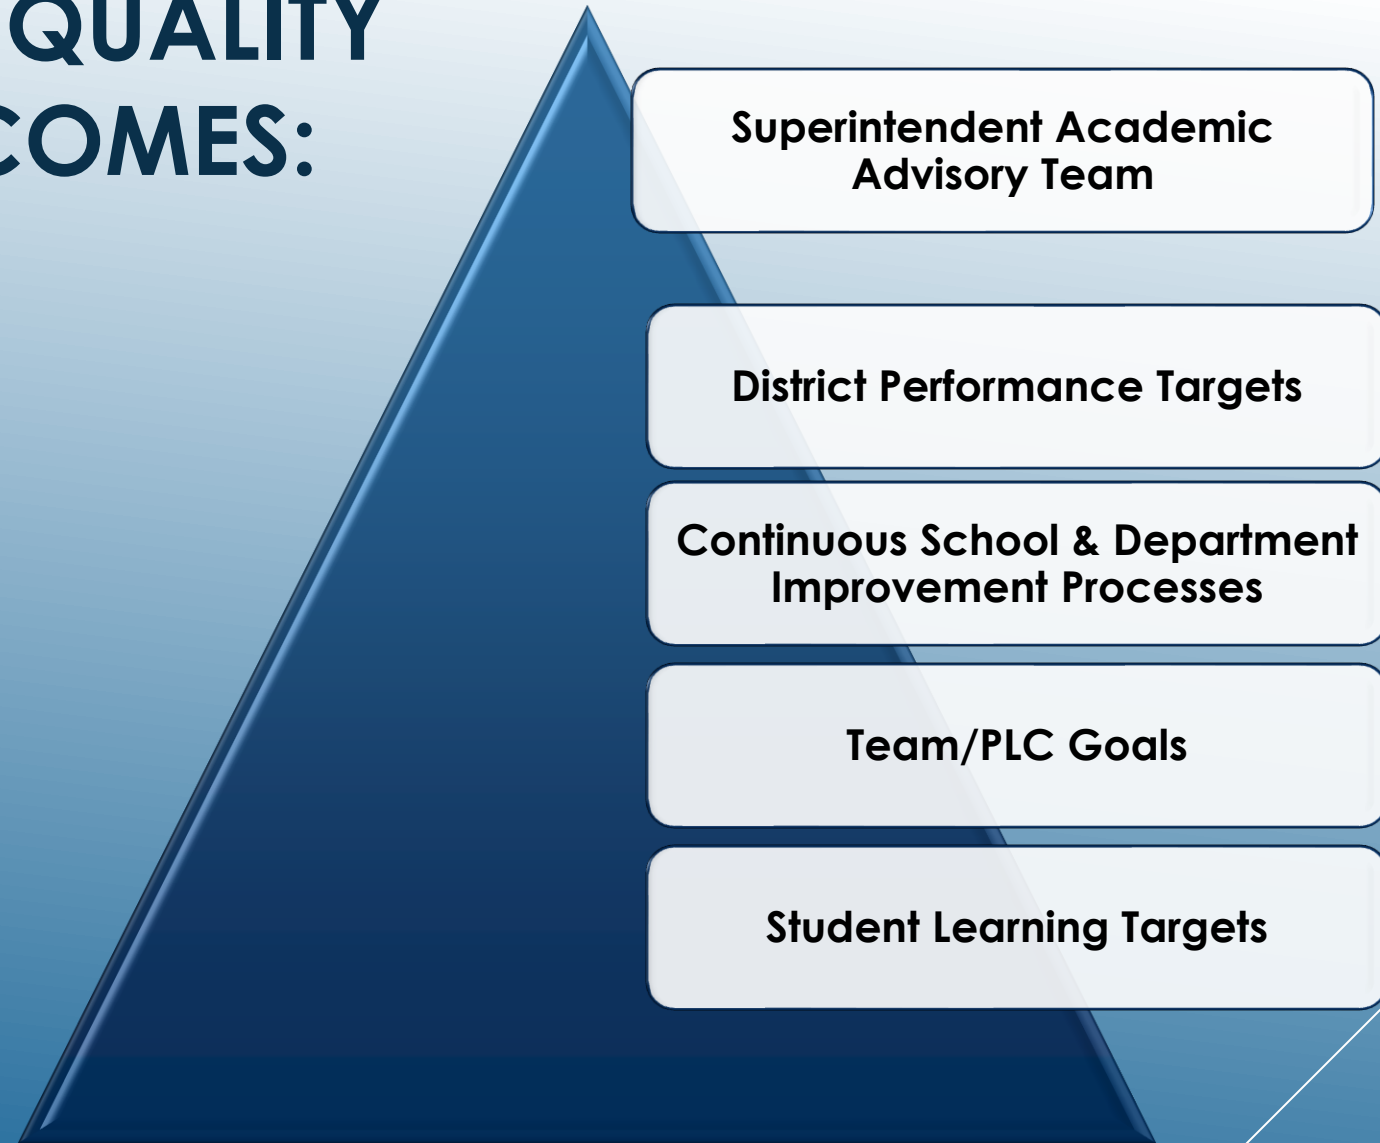 QUALITY
COMES:
Superintendent Academic
Advisory Team
District Performance Targets
Continuous School & Department
Improvement Processes
Team/PLC Goals
Student Learning Targets